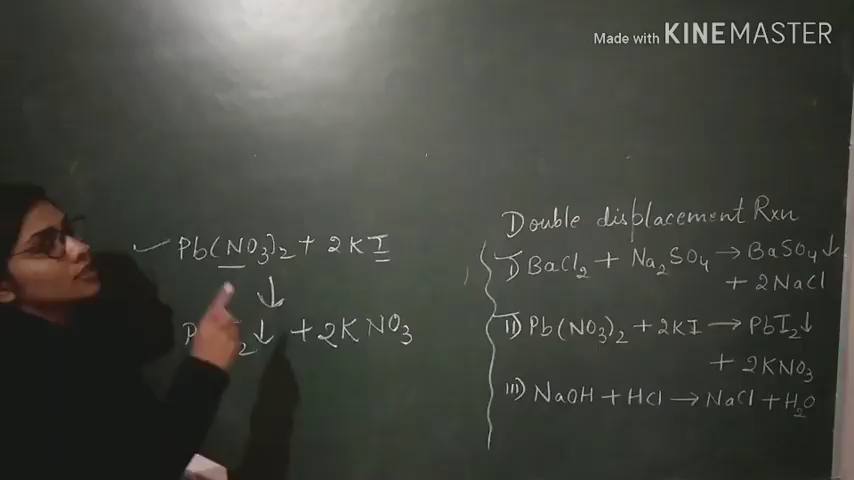 Made with KINEMASTER
✓ Pb(NO₃)₂ + 2KI
↓
P 2↓ + 2KNO₃
Double displacement Rxn
I) BaCl₂ + Na₂SO₄ → BaSO₄↓
+ 2NaCl
II) Pb(NO₃)₂ + 2KI → PbI₂↓
+ 2KNO₃
III) NaOH + HCl → NaCl + H₂O